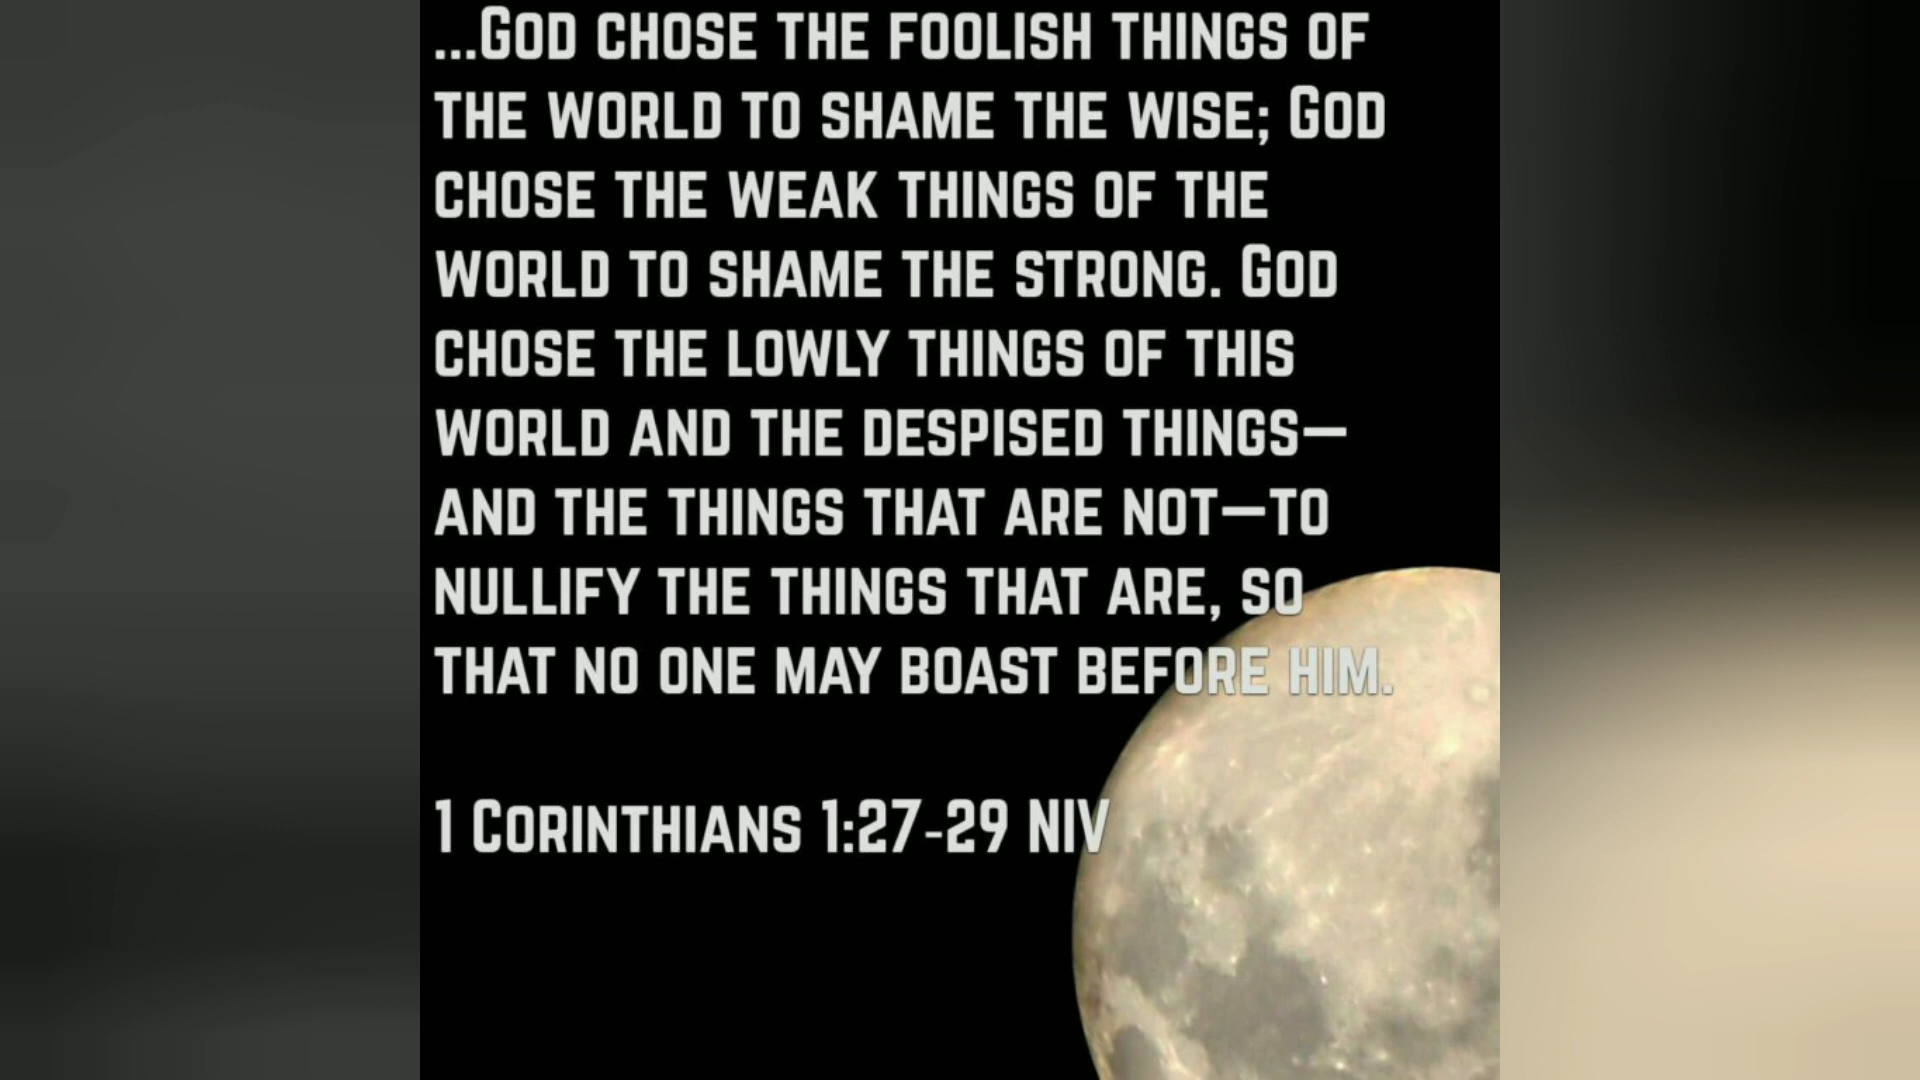 ...God chose the foolish things of
the world to shame the wise; God
chose the weak things of the
world to shame the strong. God
chose the lowly things of this
world and the despised things—
and the things that are not—to
nullify the things that are, so
that no one may boast before him.
1 Corinthians 1:27-29 NIV